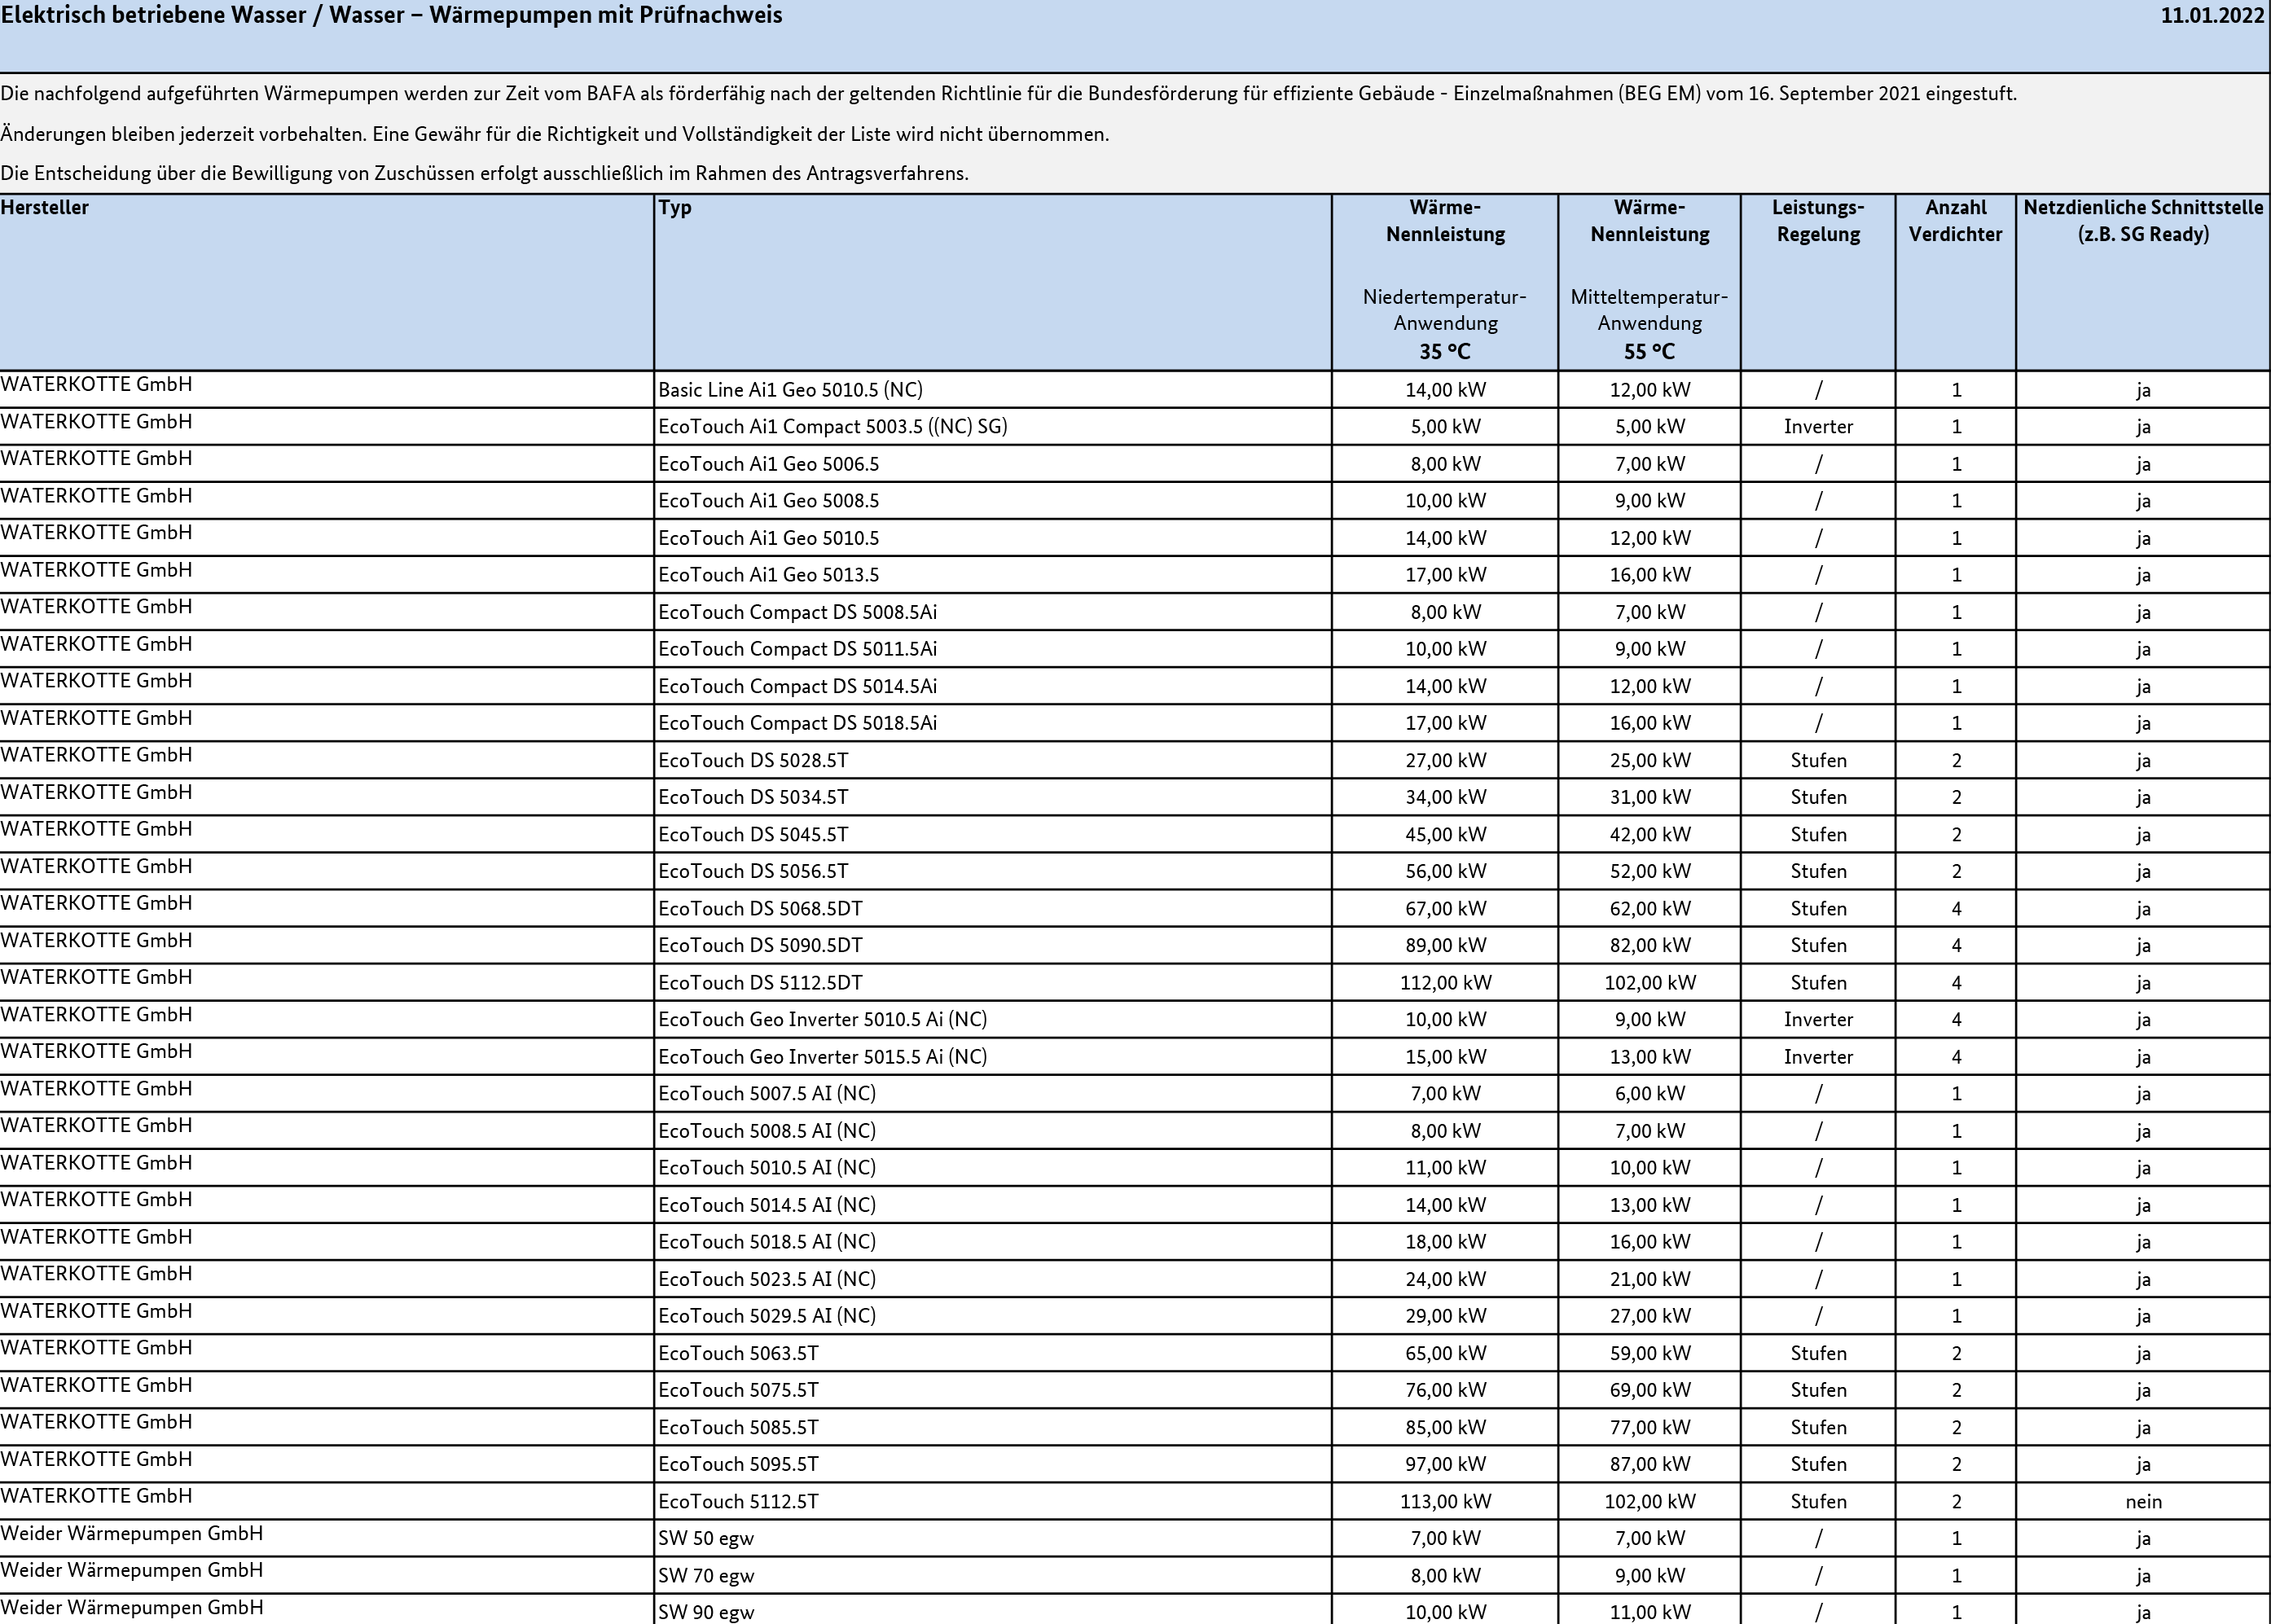 Elektrisch betriebene Wasser / Wasser – Wärmepumpen mit Prüfnachweis 11.01.2022
Die nachfolgend aufgeführten Wärmepumpen werden zur Zeit vom BAFA als förderfähig nach der geltenden Richtlinie für die Bundesförderung für effiziente Gebäude - Einzelmaßnahmen (BEG EM) vom 16. September 2021 eingestuft.
Änderungen bleiben jederzeit vorbehalten. Eine Gewähr für die Richtigkeit und Vollständigkeit der Liste wird nicht übernommen.
Die Entscheidung über die Bewilligung von Zuschüssen erfolgt ausschließlich im Rahmen des Antragsverfahrens.
Hersteller Typ Wärme- Wärme- Leistungs- Anzahl Netzdienliche Schnittstelle
Nennleistung Nennleistung Regelung Verdichter (z.B. SG Ready)
Niedertemperatur- Mitteltemperatur-
Anwendung Anwendung
35 °C 55 °C
WATERKOTTE GmbH Basic Line Ai1 Geo 5010.5 (NC) 14,00 kW 12,00 kW / 1 ja
WATERKOTTE GmbH EcoTouch Ai1 Compact 5003.5 ((NC) SG) 5,00 kW 5,00 kW Inverter 1 ja
WATERKOTTE GmbH EcoTouch Ai1 Geo 5006.5 8,00 kW 7,00 kW / 1 ja
WATERKOTTE GmbH EcoTouch Ai1 Geo 5008.5 10,00 kW 9,00 kW / 1 ja
WATERKOTTE GmbH EcoTouch Ai1 Geo 5010.5 14,00 kW 12,00 kW / 1 ja
WATERKOTTE GmbH EcoTouch Ai1 Geo 5013.5 17,00 kW 16,00 kW / 1 ja
WATERKOTTE GmbH EcoTouch Compact DS 5008.5Ai 8,00 kW 7,00 kW / 1 ja
WATERKOTTE GmbH EcoTouch Compact DS 5011.5Ai 10,00 kW 9,00 kW / 1 ja
WATERKOTTE GmbH EcoTouch Compact DS 5014.5Ai 14,00 kW 12,00 kW / 1 ja
WATERKOTTE GmbH EcoTouch Compact DS 5018.5Ai 17,00 kW 16,00 kW / 1 ja
WATERKOTTE GmbH EcoTouch DS 5028.5T 27,00 kW 25,00 kW Stufen 2 ja
WATERKOTTE GmbH EcoTouch DS 5034.5T 34,00 kW 31,00 kW Stufen 2 ja
WATERKOTTE GmbH EcoTouch DS 5045.5T 45,00 kW 42,00 kW Stufen 2 ja
WATERKOTTE GmbH EcoTouch DS 5056.5T 56,00 kW 52,00 kW Stufen 2 ja
WATERKOTTE GmbH EcoTouch DS 5068.5DT 67,00 kW 62,00 kW Stufen 4 ja
WATERKOTTE GmbH EcoTouch DS 5090.5DT 89,00 kW 82,00 kW Stufen 4 ja
WATERKOTTE GmbH EcoTouch DS 5112.5DT 112,00 kW 102,00 kW Stufen 4 ja
WATERKOTTE GmbH EcoTouch Geo Inverter 5010.5 Ai (NC) 10,00 kW 9,00 kW Inverter 4 ja
WATERKOTTE GmbH EcoTouch Geo Inverter 5015.5 Ai (NC) 15,00 kW 13,00 kW Inverter 4 ja
WATERKOTTE GmbH EcoTouch 5007.5 AI (NC) 7,00 kW 6,00 kW / 1 ja
WATERKOTTE GmbH EcoTouch 5008.5 AI (NC) 8,00 kW 7,00 kW / 1 ja
WATERKOTTE GmbH EcoTouch 5010.5 AI (NC) 11,00 kW 10,00 kW / 1 ja
WATERKOTTE GmbH EcoTouch 5014.5 AI (NC) 14,00 kW 13,00 kW / 1 ja
WATERKOTTE GmbH EcoTouch 5018.5 AI (NC) 18,00 kW 16,00 kW / 1 ja
WATERKOTTE GmbH EcoTouch 5023.5 AI (NC) 24,00 kW 21,00 kW / 1 ja
WATERKOTTE GmbH EcoTouch 5029.5 AI (NC) 29,00 kW 27,00 kW / 1 ja
WATERKOTTE GmbH EcoTouch 5063.5T 65,00 kW 59,00 kW Stufen 2 ja
WATERKOTTE GmbH EcoTouch 5075.5T 76,00 kW 69,00 kW Stufen 2 ja
WATERKOTTE GmbH EcoTouch 5085.5T 85,00 kW 77,00 kW Stufen 2 ja
WATERKOTTE GmbH EcoTouch 5095.5T 97,00 kW 87,00 kW Stufen 2 ja
WATERKOTTE GmbH EcoTouch 5112.5T 113,00 kW 102,00 kW Stufen 2 nein
Weider Wärmepumpen GmbH SW 50 egw 7,00 kW 7,00 kW / 1 ja
Weider Wärmepumpen GmbH SW 70 egw 8,00 kW 9,00 kW / 1 ja
Weider Wärmepumpen GmbH SW 90 egw 10,00 kW 11,00 kW / 1 ja